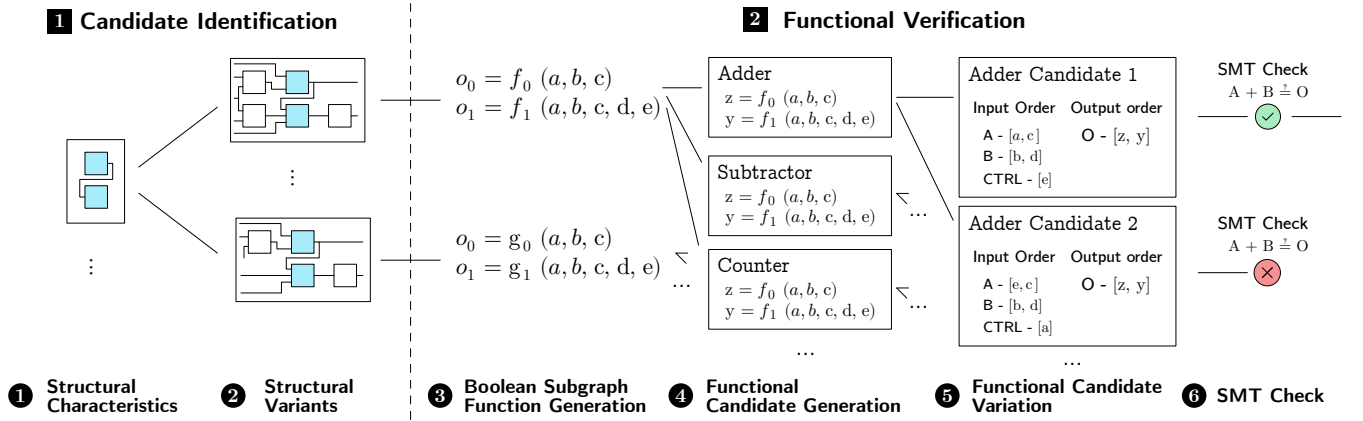 1 Candidate Identification
2 Functional Verification
⋮
⋮
o₀ = f₀ (a, b, c)
o₁ = f₁ (a, b, c, d, e)
o₀ = g₀ (a, b, c)
o₁ = g₁ (a, b, c, d, e)
...
Adder
z = f₀ (a, b, c)
y = f₁ (a, b, c, d, e)
Subtractor
z = f₀ (a, b, c)
y = f₁ (a, b, c, d, e)
...
Counter
z = f₀ (a, b, c)
y = f₁ (a, b, c, d, e)
...
...
Adder Candidate 1
Input Order Output order
A - [a, c] O - [z, y]
B - [b, d]
CTRL - [e]
Adder Candidate 2
Input Order Output order
A - [e, c] O - [z, y]
B - [b, d]
CTRL - [a]
...
SMT Check
A + B ≟ O
SMT Check
A + B ≟ O
1 Structural
Characteristics
2 Structural
Variants
3 Boolean Subgraph
Function Generation
4 Functional
Candidate Generation
5 Functional Candidate
Variation
6 SMT Check